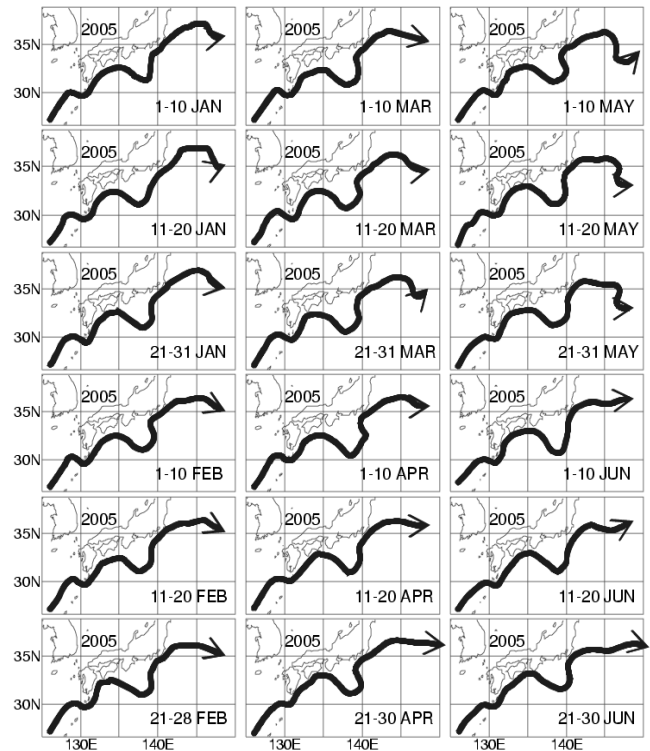 35N 2005 2005 2005
30N 1-10 JAN 1-10 MAR 1-10 MAY
35N 2005 2005 2005
30N 11-20 JAN 11-20 MAR 11-20 MAY
35N 2005 2005 2005
30N 21-31 JAN 21-31 MAR 21-31 MAY
35N 2005 2005 2005
30N 1-10 FEB 1-10 APR 1-10 JUN
35N 2005 2005 2005
30N 11-20 FEB 11-20 APR 11-20 JUN
35N 2005 2005 2005
30N 21-28 FEB 21-30 APR 21-30 JUN
130E 140E 130E 140E 130E 140E